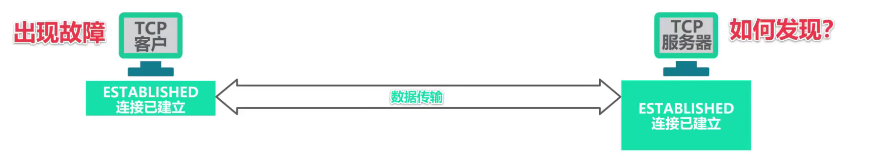 出现故障
TCP
客户
TCP
服务器
如何发现?
ESTABLISHED
连接已建立
数据传输
ESTABLISHED
连接已建立